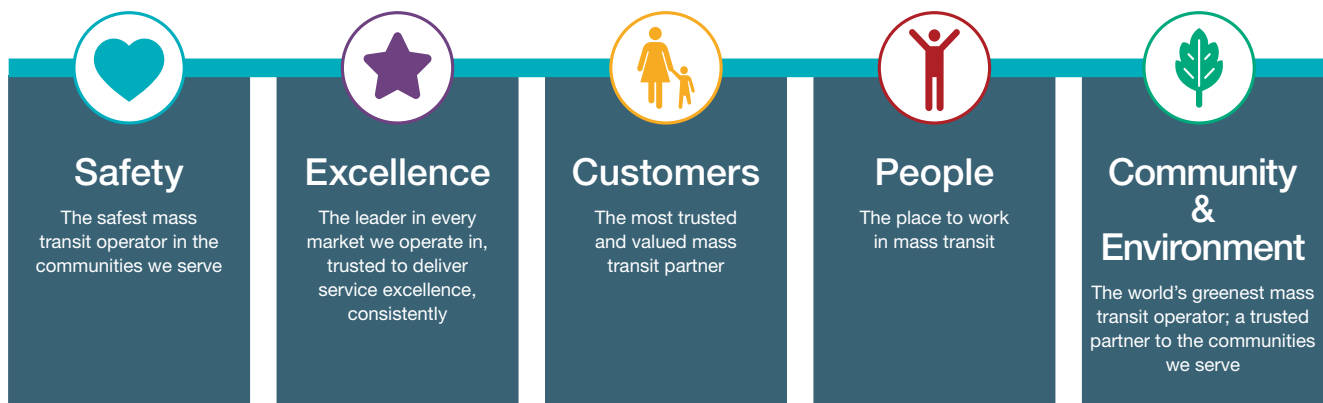 Safety
The safest mass
transit operator in the
communities we serve
Excellence
The leader in every
market we operate in,
trusted to deliver
service excellence,
consistently
Customers
The most trusted
and valued mass
transit partner
People
The place to work
in mass transit
Community
&
Environment
The world’s greenest mass
transit operator; a trusted
partner to the communities
we serve